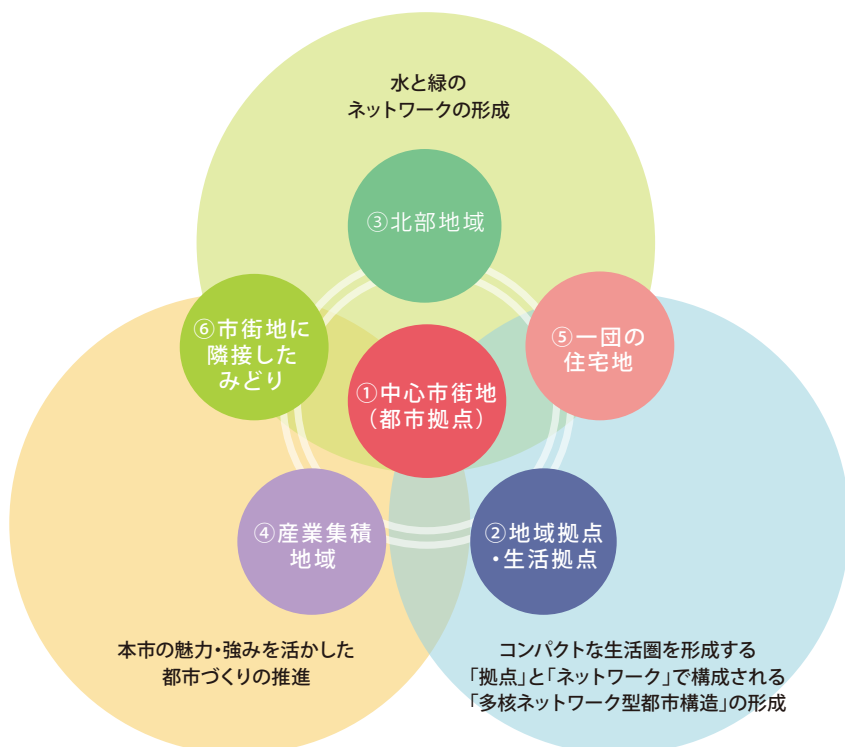 水と緑の
ネットワークの形成
③北部地域
⑥市街地に
隣接した
みどり
⑤一団の
住宅地
①中心市街地
（都市拠点）
④産業集積
地域
②地域拠点
・生活拠点
本市の魅力・強みを活かした
都市づくりの推進
コンパクトな生活圏を形成する
「拠点」と「ネットワーク」で構成される
「多核ネットワーク型都市構造」の形成